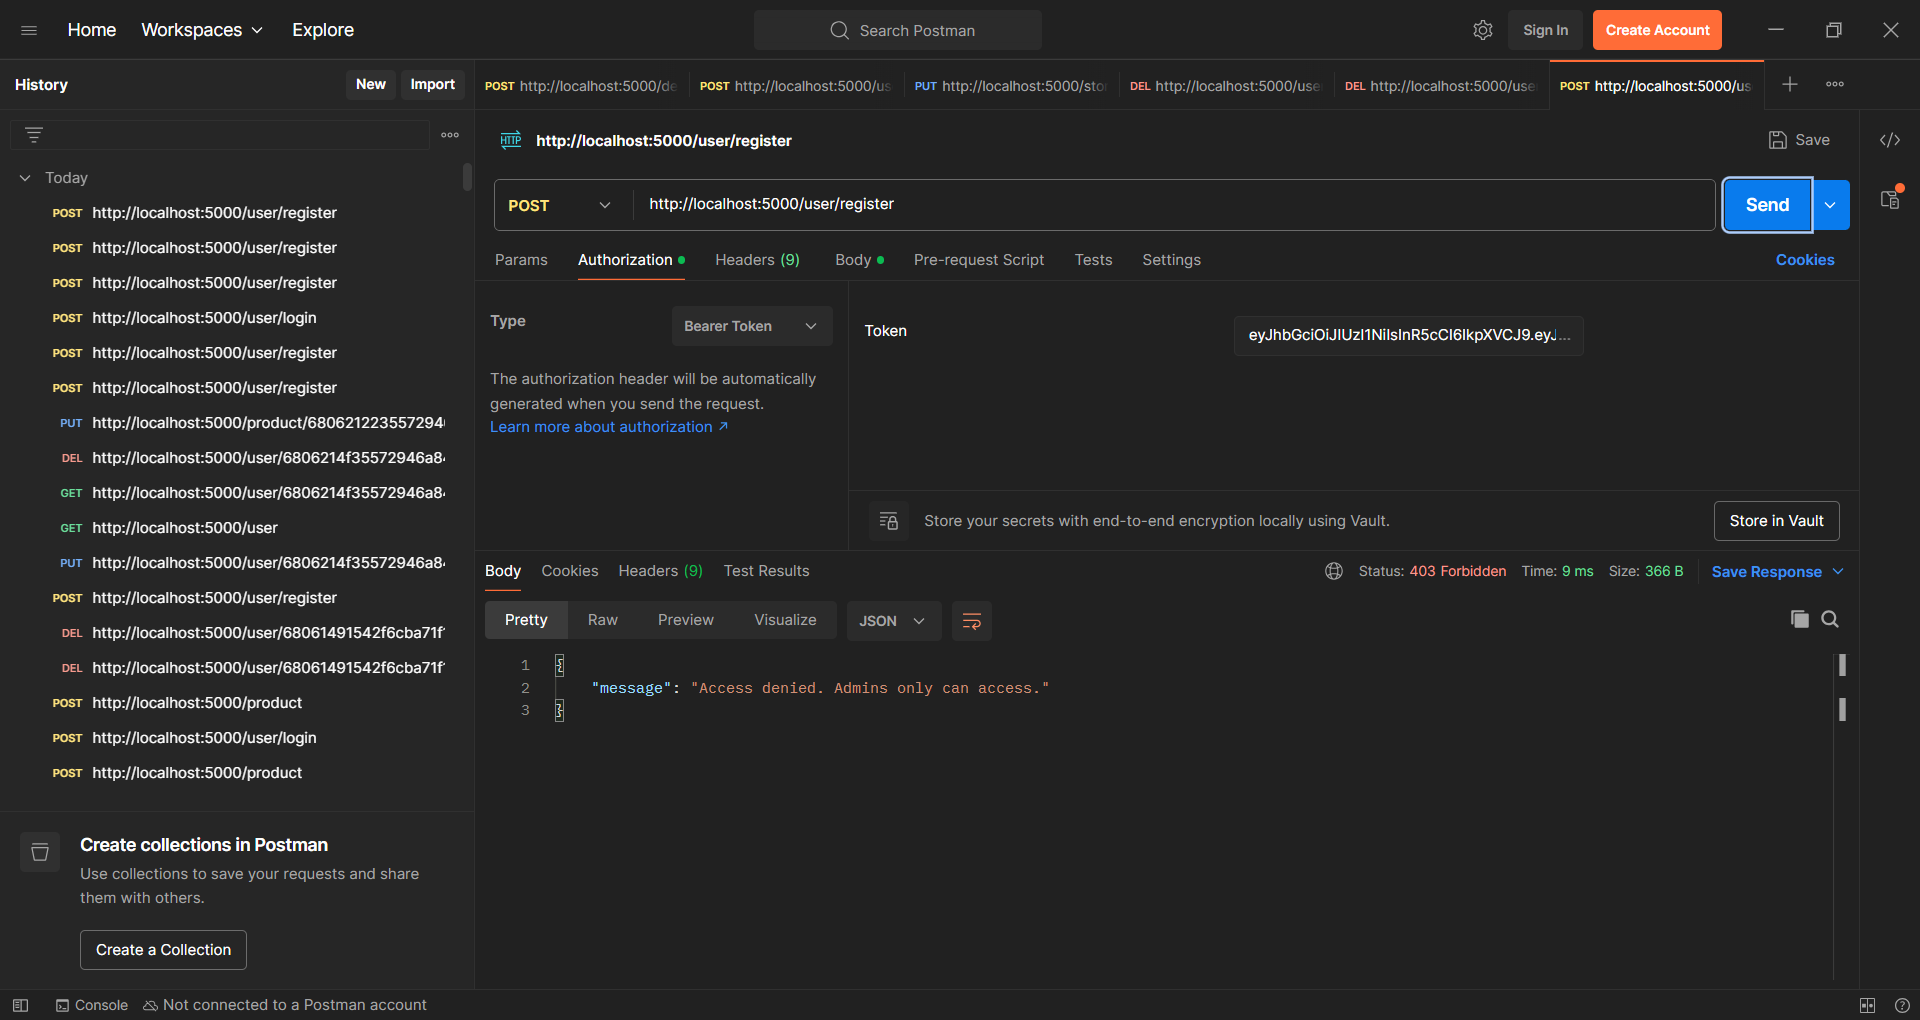 Home
Workspaces
Explore
Search Postman
Sign In
Create Account
History
New
Import
POST http://localhost:5000/de
POST http://localhost:5000/us
PUT http://localhost:5000/sto
DEL http://localhost:5000/use
DEL http://localhost:5000/use
POST http://localhost:5000/us
HTTP http://localhost:5000/user/register
Save
Today
POST http://localhost:5000/user/register
POST http://localhost:5000/user/register
POST http://localhost:5000/user/register
POST http://localhost:5000/user/login
POST http://localhost:5000/user/register
POST http://localhost:5000/user/register
PUT http://localhost:5000/product/6806212235572946
DEL http://localhost:5000/user/6806214f35572946a84
GET http://localhost:5000/user/6806214f35572946a84
GET http://localhost:5000/user
PUT http://localhost:5000/user/6806214f35572946a84
POST http://localhost:5000/user/register
DEL http://localhost:5000/user/68061491542f6cba71f1
DEL http://localhost:5000/user/68061491542f6cba71f1
POST http://localhost:5000/product
POST http://localhost:5000/user/login
POST http://localhost:5000/product
Create collections in Postman
Use collections to save your requests and share
them with others.
Create a Collection
POST
http://localhost:5000/user/register
Send
Params
Authorization
Headers (9)
Body
Pre-request Script
Tests
Settings
Cookies
Type
Bearer Token
The authorization header will be automatically
generated when you send the request.
Learn more about authorization ↗
Token
eyJhbGciOiJIUzI1NiIsInR5cCI6IkpXVCJ9.eyJ...
Store your secrets with end-to-end encryption locally using Vault.
Store in Vault
Body
Cookies
Headers (9)
Test Results
Status: 403 Forbidden
Time: 9 ms
Size: 366 B
Save Response
Pretty
Raw
Preview
Visualize
JSON
1 {
2 "message": "Access denied. Admins only can access."
3 }
Console
Not connected to a Postman account